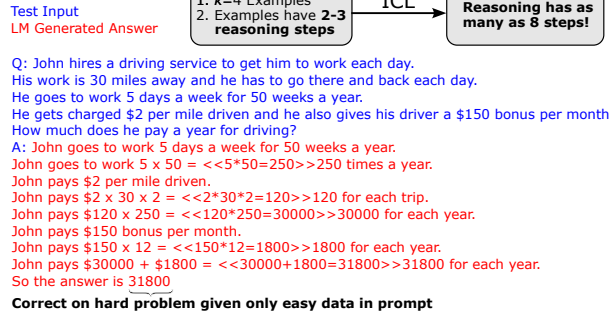 Test Input
LM Generated Answer
1. k=4 Examples
2. Examples have 2-3
reasoning steps
ICL
Reasoning has as
many as 8 steps!
Q: John hires a driving service to get him to work each day.
His work is 30 miles away and he has to go there and back each day.
He goes to work 5 days a week for 50 weeks a year.
He gets charged $2 per mile driven and he also gives his driver a $150 bonus per month
How much does he pay a year for driving?
A: John goes to work 5 days a week for 50 weeks a year.
John goes to work 5 x 50 = <<5*50=250>>250 times a year.
John pays $2 per mile driven.
John pays $2 x 30 x 2 = <<2*30*2=120>>120 for each trip.
John pays $120 x 250 = <<120*250=30000>>30000 for each year.
John pays $150 bonus per month.
John pays $150 x 12 = <<150*12=1800>>1800 for each year.
John pays $30000 + $1800 = <<30000+1800=31800>>31800 for each year.
So the answer is 31800
Correct on hard problem given only easy data in prompt